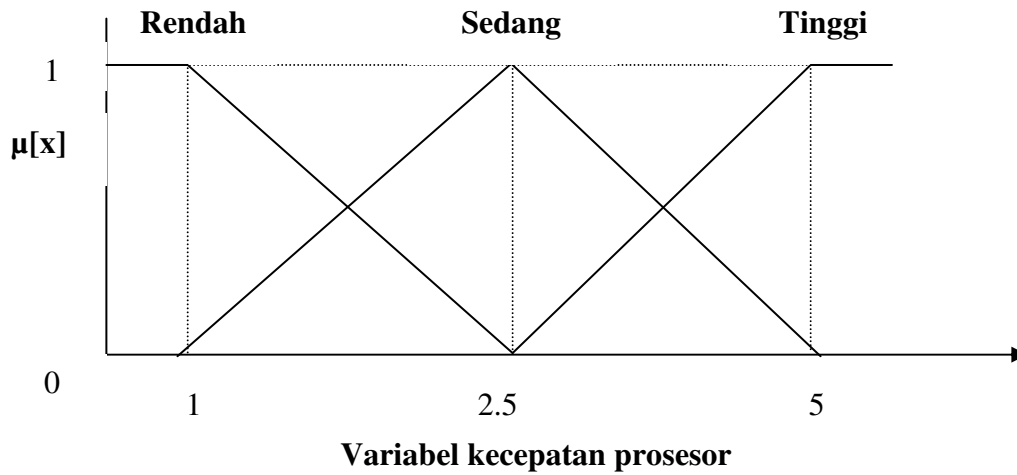 Rendah Sedang Tinggi
1
μ[x]
0
1 2.5 5
Variabel kecepatan prosesor